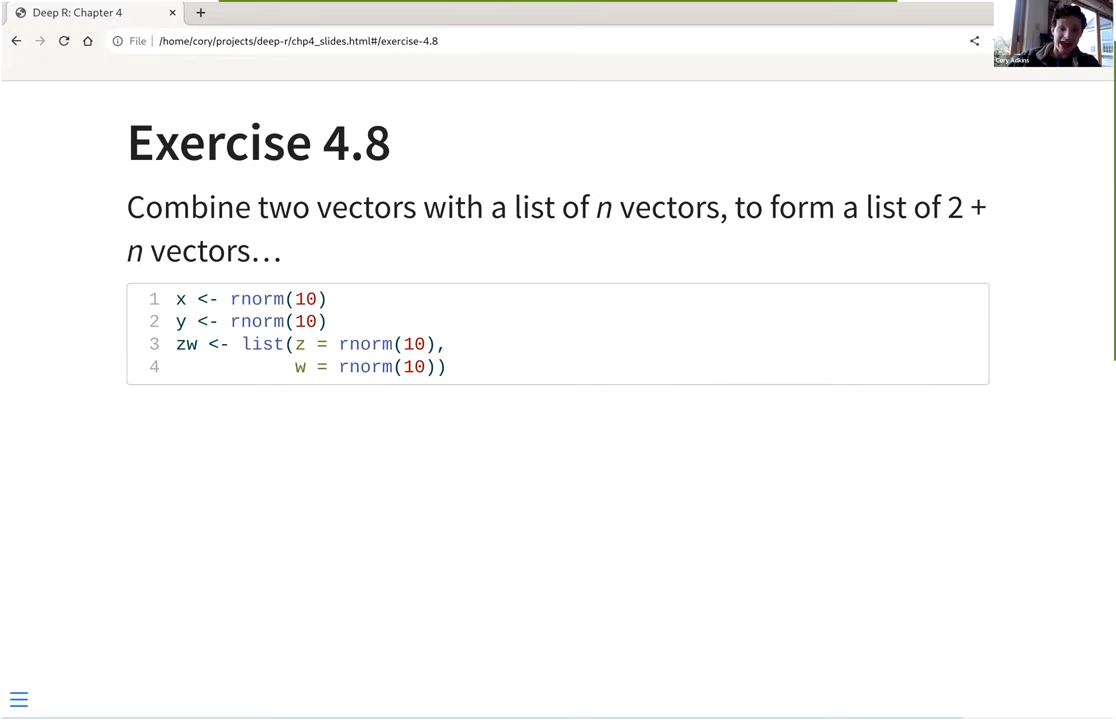 Deep R: Chapter 4
File /home/cory/projects/deep-r/chp4_slides.html#/exercise-4.8
Cory Adkins
Exercise 4.8
Combine two vectors with a list of n vectors, to form a list of 2 +
n vectors…
1 x <- rnorm(10)
2 y <- rnorm(10)
3 zw <- list(z = rnorm(10),
4            w = rnorm(10))